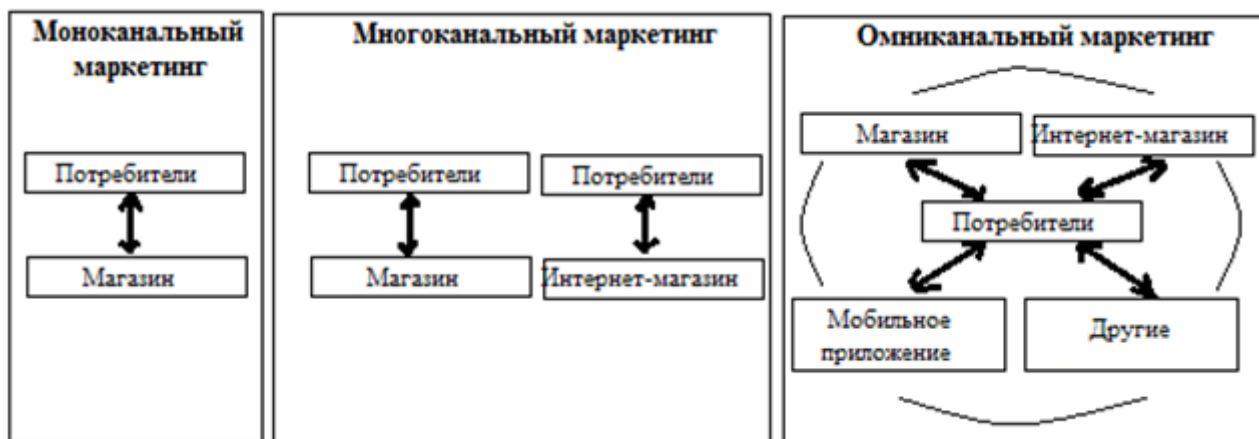 Моноканальный
маркетинг
Потребители
Магазин
Многоканальный маркетинг
Потребители
Потребители
Магазин
Интернет-магазин
Омниканальный маркетинг
Магазин
Интернет-магазин
Потребители
Мобильное
приложение
Другие